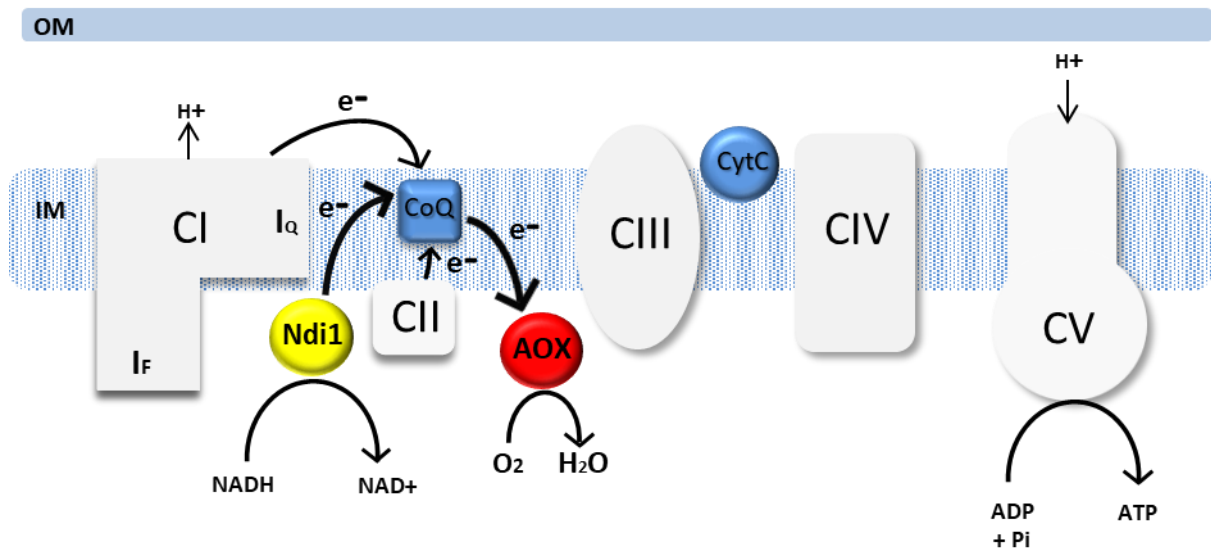 OM
H+
H+
e-
CytC
IM
CI
IQ
e-
CoQ
e-
CIII
CIV
e-
CII
Ndi1
AOX
CV
IF
O2
H2O
NADH
NAD+
ADP
+ Pi
ATP